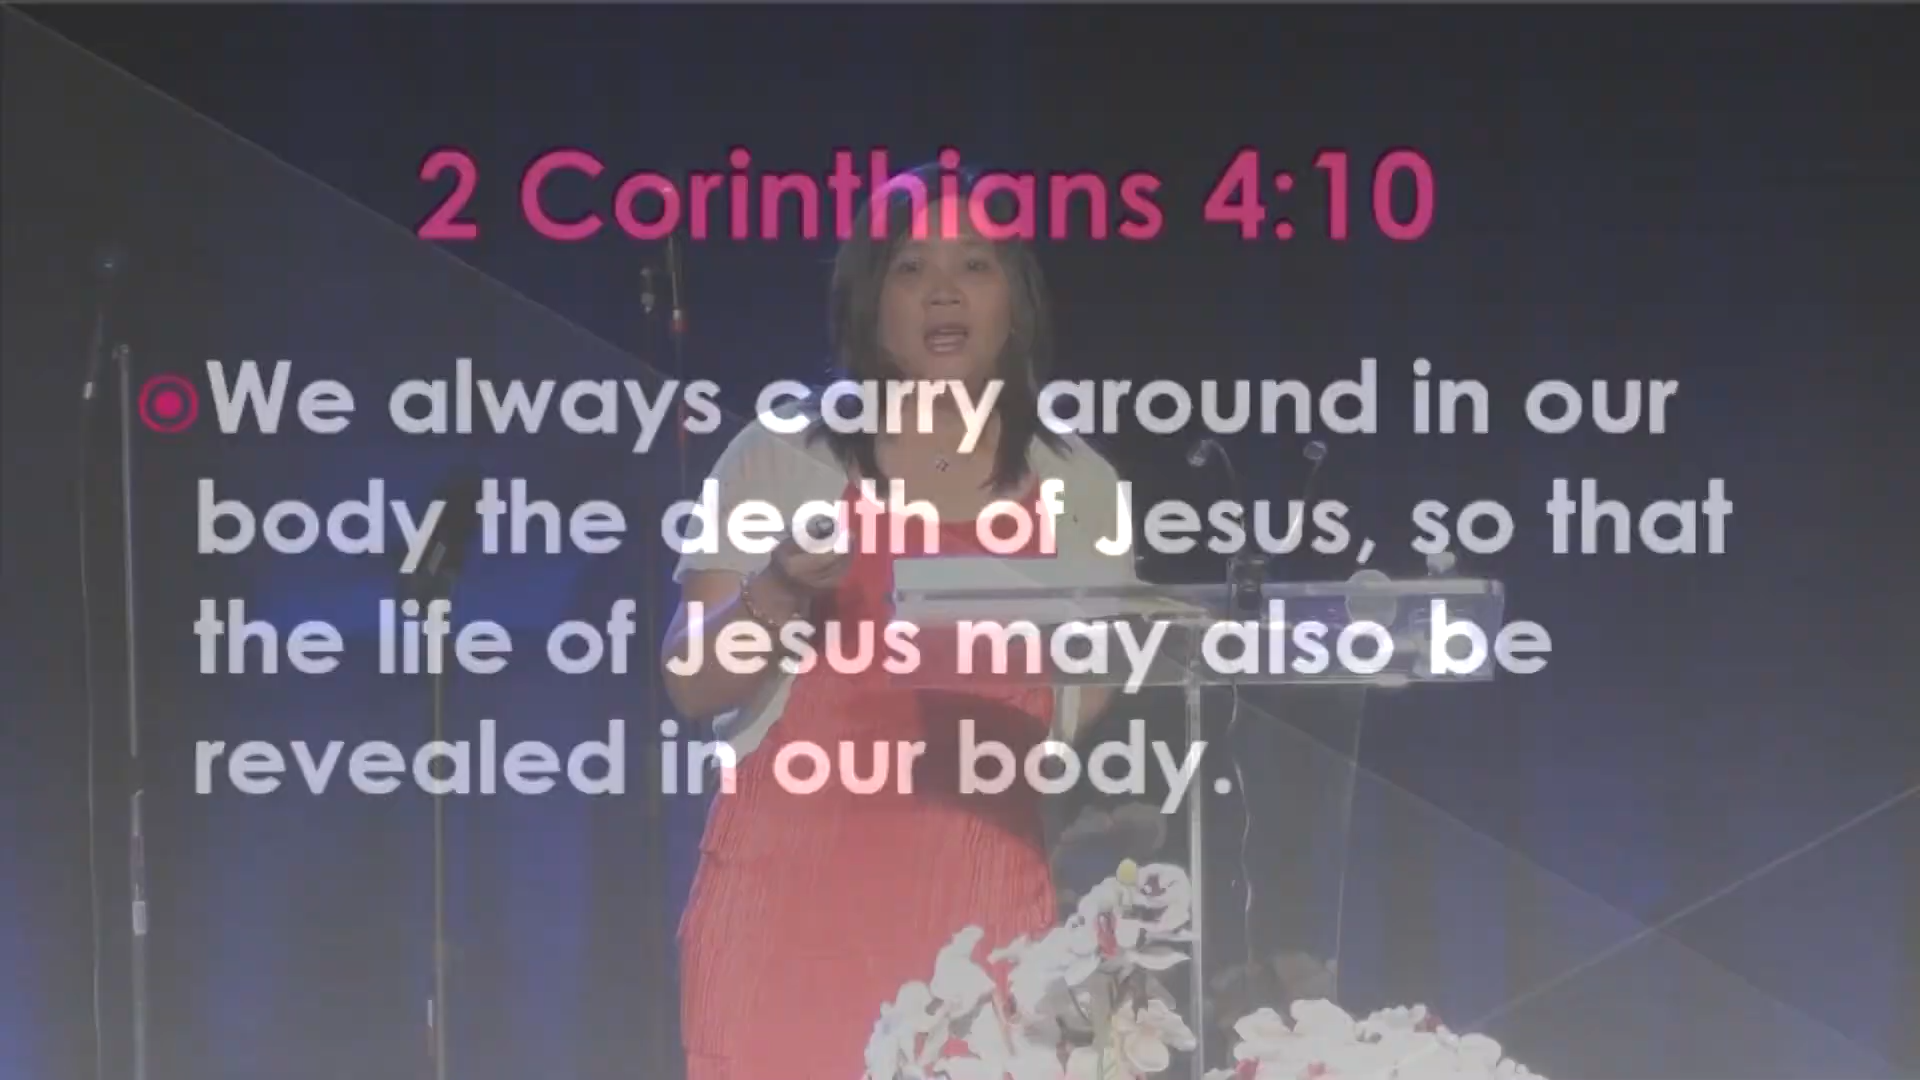 2 Corinthians 4:10
We always carry around in our
body the death of Jesus, so that
the life of Jesus may also be
revealed in our body.